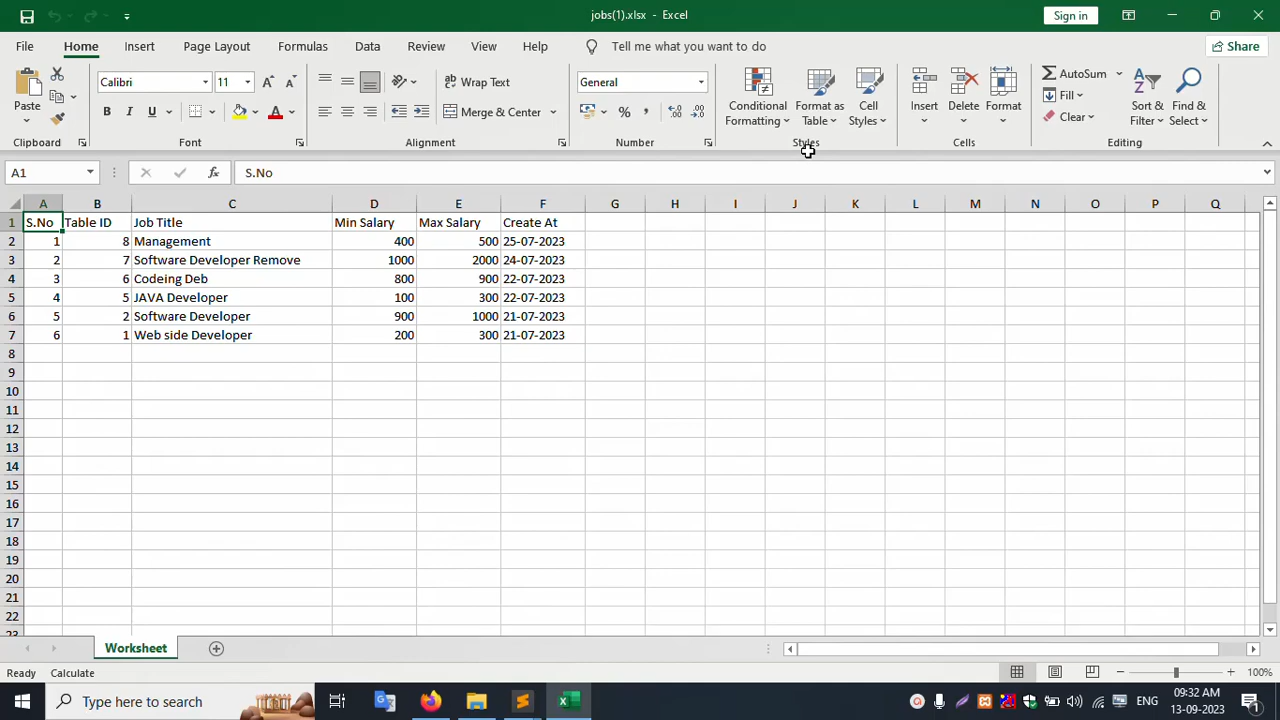 jobs(1).xlsx - Excel
Sign in
File Home Insert Page Layout Formulas Data Review View Help Tell me what you want to do Share
Paste
Calibri 11
B I U A
Wrap Text
Merge & Center
General
%
Conditional Formatting
Format as Table
Cell Styles
Insert
Delete
Format
AutoSum
Fill
Clear
Sort & Filter
Find & Select
Clipboard Font Alignment Number Styles Cells Editing
A1 fx S.No
A B C D E F G H I J K L M N O P Q
1 S.No Table ID Job Title Min Salary Max Salary Create At
2 1 8 Management 400 500 25-07-2023
3 2 7 Software Developer Remove 1000 2000 24-07-2023
4 3 6 Codeing Deb 800 900 22-07-2023
5 4 5 JAVA Developer 100 300 22-07-2023
6 5 2 Software Developer 900 1000 21-07-2023
7 6 1 Web side Developer 200 300 21-07-2023
8
9
10
11
12
13
14
15
16
17
18
19
20
21
22
23
Worksheet
Ready Calculate 100%
Type here to search
ENG
09:32 AM
13-09-2023
1